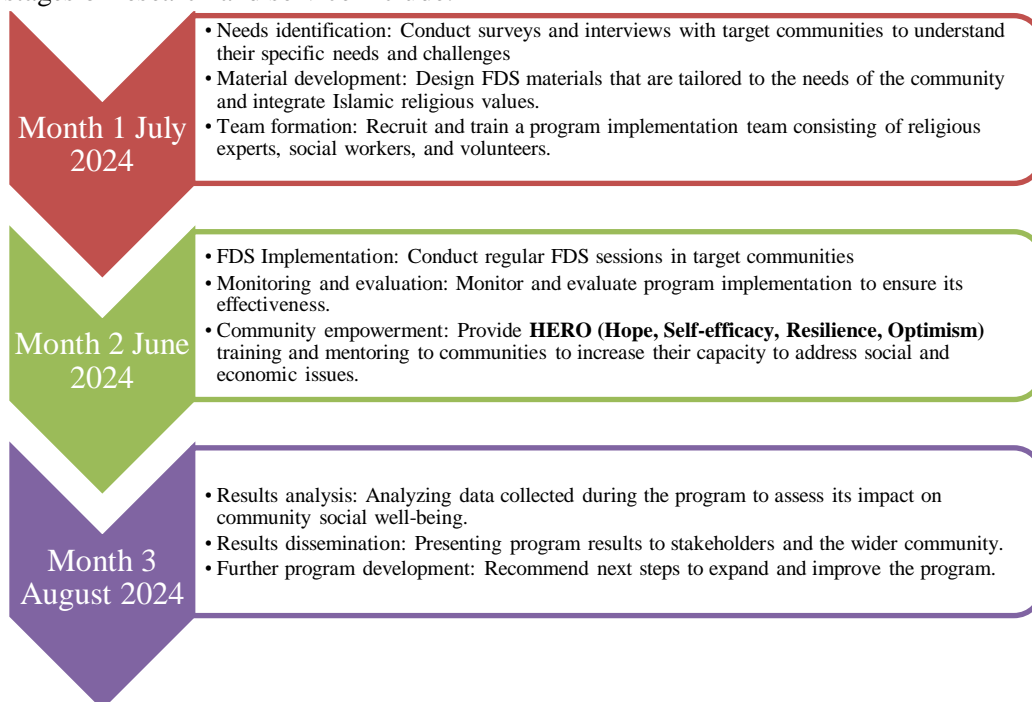 Month 1 July
2024
• Needs identification: Conduct surveys and interviews with target communities to understand
their specific needs and challenges
• Material development: Design FDS materials that are tailored to the needs of the community
and integrate Islamic religious values.
• Team formation: Recruit and train a program implementation team consisting of religious
experts, social workers, and volunteers.
Month 2 June
2024
• FDS Implementation: Conduct regular FDS sessions in target communities
• Monitoring and evaluation: Monitor and evaluate program implementation to ensure its
effectiveness.
• Community empowerment: Provide HERO (Hope, Self-efficacy, Resilience, Optimism)
training and mentoring to communities to increase their capacity to address social and
economic issues.
Month 3
August 2024
• Results analysis: Analyzing data collected during the program to assess its impact on
community social well-being.
• Results dissemination: Presenting program results to stakeholders and the wider community.
• Further program development: Recommend next steps to expand and improve the program.